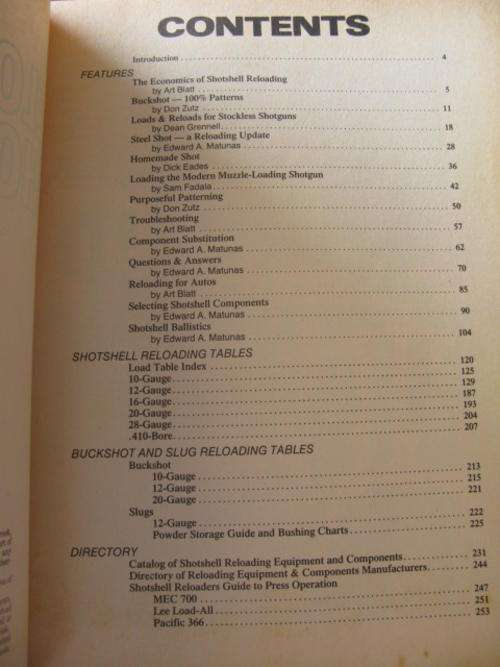 CONTENTS
Introduction 4
FEATURES
The Economics of Shotshell Reloading
by Art Blatt 5
Buckshot — 100% Patterns
by Don Zutz 11
Loads & Reloads for Stockless Shotguns
by Dean Grennell 18
Steel Shot — a Reloading Update
by Edward A. Matunas 28
Homemade Shot
by Dick Eades 36
Loading the Modern Muzzle-Loading Shotgun
by Sam Fadala 42
Purposeful Patterning
by Don Zutz 50
Troubleshooting
by Art Blatt 57
Component Substitution
by Edward A. Matunas 62
Questions & Answers
by Edward A. Matunas 70
Reloading for Autos
by Art Blatt 85
Selecting Shotshell Components
by Edward A. Matunas 90
Shotshell Ballistics
by Edward A. Matunas 104
SHOTSHELL RELOADING TABLES
Load Table Index 120
10-Gauge 125
12-Gauge 129
16-Gauge 187
20-Gauge 193
28-Gauge 204
.410-Bore 207
BUCKSHOT AND SLUG RELOADING TABLES
Buckshot
10-Gauge 213
12-Gauge 215
20-Gauge 221
Slugs
12-Gauge 222
Powder Storage Guide and Bushing Charts 225
DIRECTORY
Catalog of Shotshell Reloading Equipment and Components 231
Directory of Reloading Equipment & Components Manufacturers 244
Shotshell Reloaders Guide to Press Operation
MEC 700 247
Lee Load-All 251
Pacific 366 253